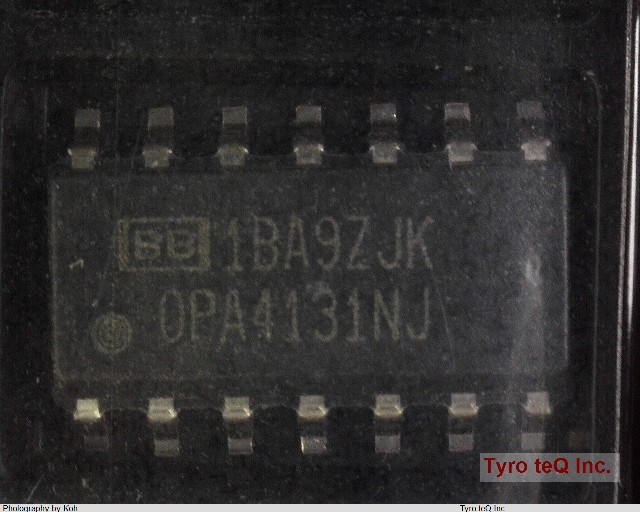 BB 1BA9ZJK
OPA4131NJ
Tyro teQ Inc.
Photography by Koh
Tyro teQ Inc